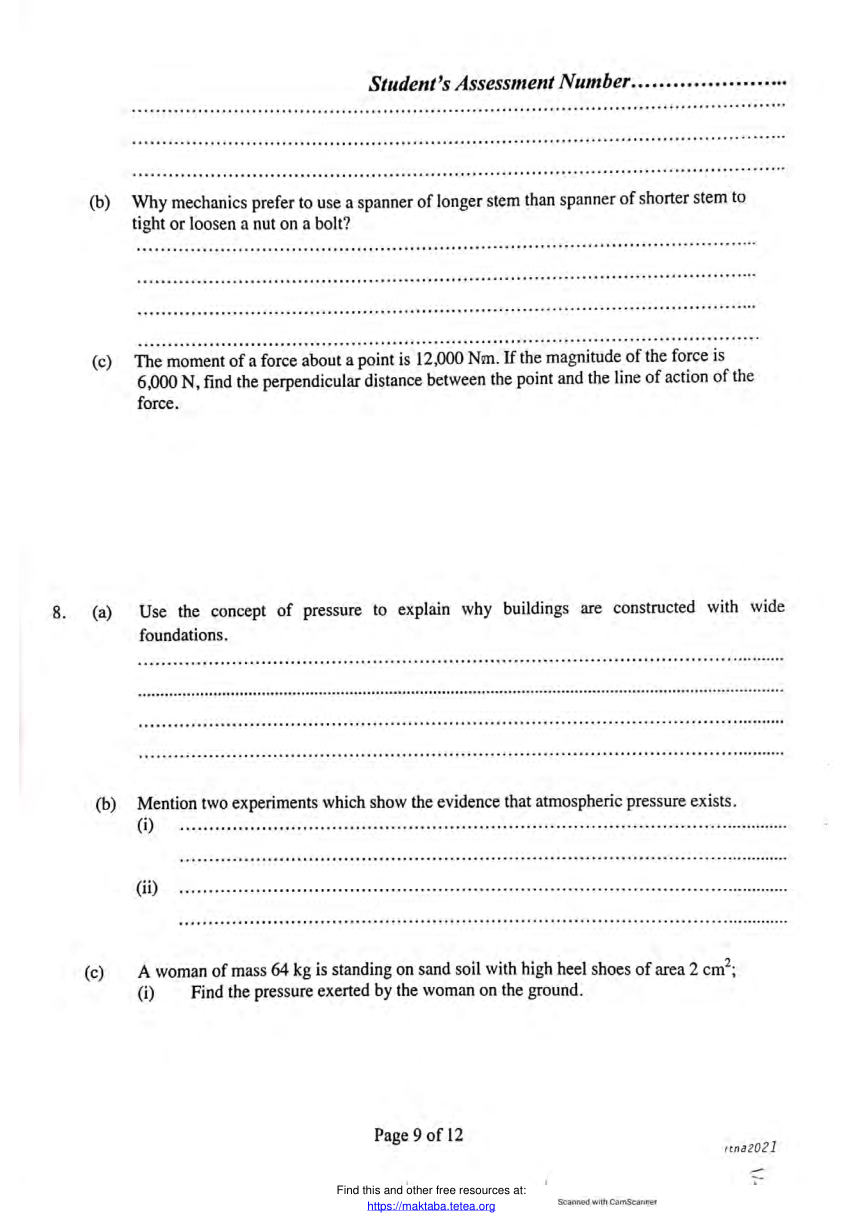 Student's Assessment Number........................
..........................................................................................
..........................................................................................
..........................................................................................
(b) Why mechanics prefer to use a spanner of longer stem than spanner of shorter stem to
tight or loosen a nut on a bolt?
..........................................................................................
..........................................................................................
..........................................................................................
..........................................................................................
(c) The moment of a force about a point is 12,000 Nm. If the magnitude of the force is
6,000 N, find the perpendicular distance between the point and the line of action of the
force.
8. (a) Use the concept of pressure to explain why buildings are constructed with wide
foundations.
..........................................................................................
..........................................................................................
..........................................................................................
..........................................................................................
(b) Mention two experiments which show the evidence that atmospheric pressure exists.
(i) ....................................................................................
....................................................................................
(ii) ....................................................................................
....................................................................................
(c) A woman of mass 64 kg is standing on sand soil with high heel shoes of area 2 cm²;
(i) Find the pressure exerted by the woman on the ground.
Page 9 of 12
ftna2021
Find this and other free resources at:
https://maktaba.tetea.org
Scanned with CamScanner